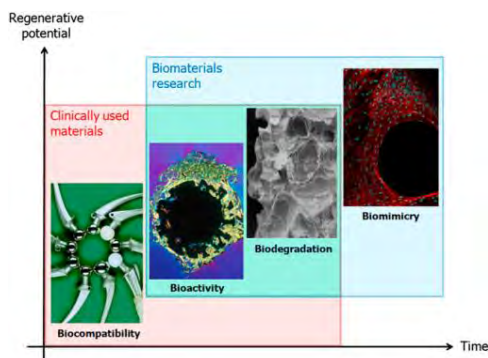 Regenerative
potential
Biomaterials
research
Clinically used
materials
Biomimicry
Biodegradation
Bioactivity
Biocompatibility
Time